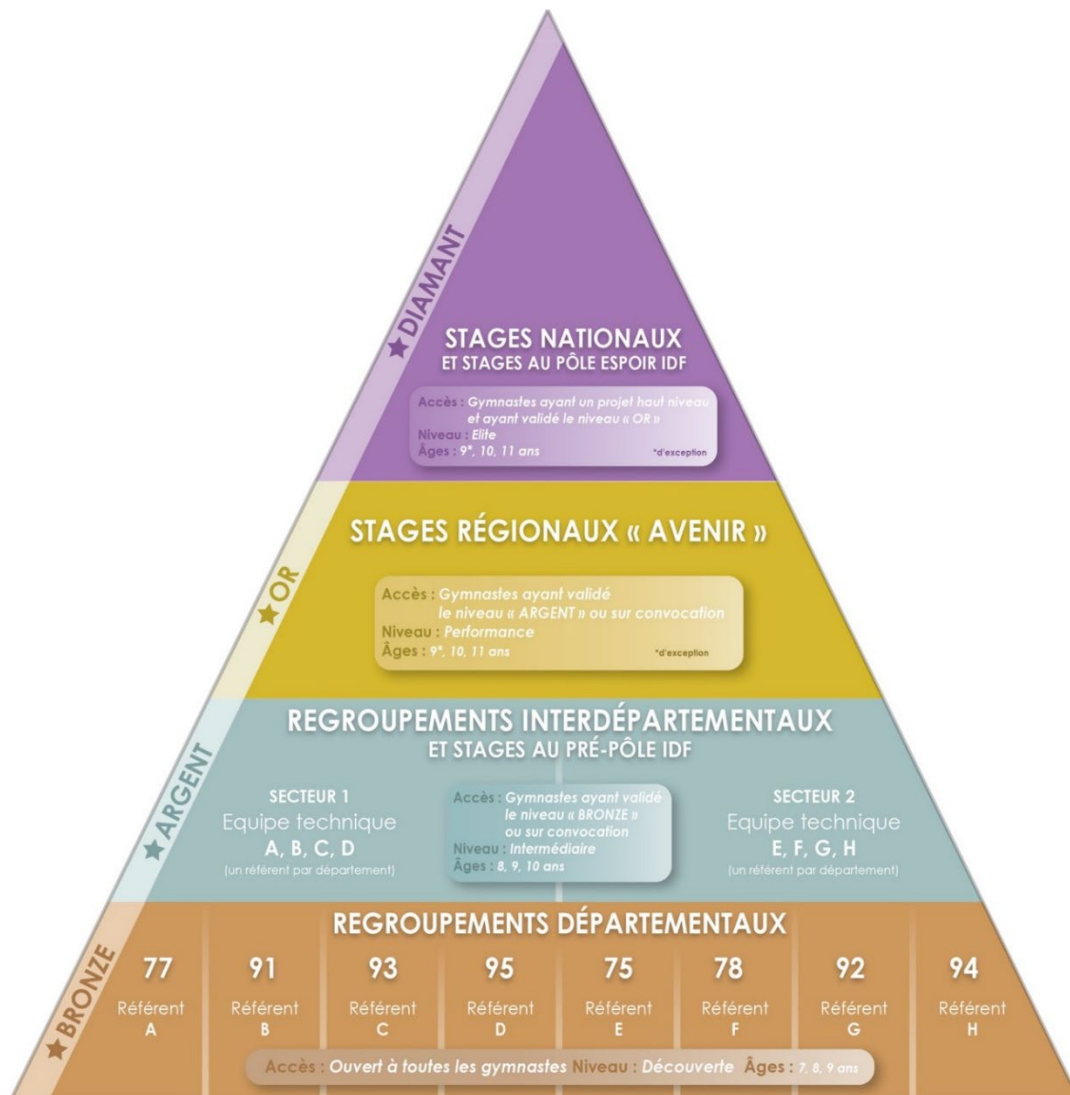 ★ DIAMANT
STAGES NATIONAUX
ET STAGES AU PÔLE ESPOIR IDF
Accès : Gymnastes ayant un projet haut niveau
et ayant validé le niveau « OR »
Niveau : Elite
Âges : 9*, 10, 11 ans
*d'exception
★ OR
STAGES RÉGIONAUX « AVENIR »
Accès : Gymnastes ayant validé
le niveau « ARGENT » ou sur convocation
Niveau : Performance
Âges : 9*, 10, 11 ans
*d'exception
★ ARGENT
REGROUPEMENTS INTERDÉPARTEMENTAUX
ET STAGES AU PRÉ-PÔLE IDF
SECTEUR 1
Equipe technique
A, B, C, D
(un référent par département)
Accès : Gymnastes ayant validé
le niveau « BRONZE »
ou sur convocation
Niveau : Intermédiaire
Âges : 8, 9, 10 ans
SECTEUR 2
Equipe technique
E, F, G, H
(un référent par département)
★ BRONZE
REGROUPEMENTS DÉPARTEMENTAUX
77
Référent
A
91
Référent
B
93
Référent
C
95
Référent
D
75
Référent
E
78
Référent
F
92
Référent
G
94
Référent
H
Accès : Ouvert à toutes les gymnastes Niveau : Découverte Âges : 7, 8, 9 ans